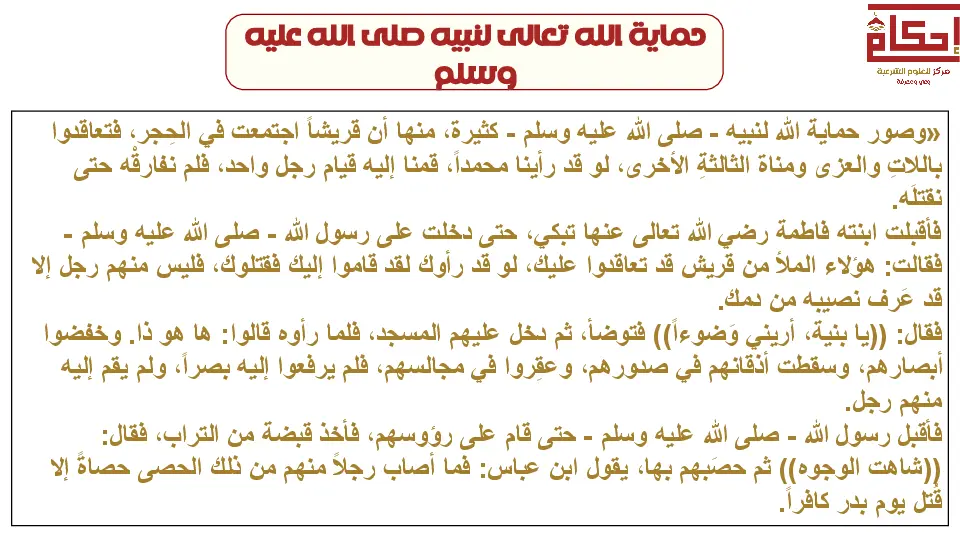 إحكام
مركز للعلوم الشرعية
وعي ومعرفة
حماية الله تعالى لنبيه صلى الله عليه
وسلم
«وصور حماية الله لنبيه - صلى الله عليه وسلم - كثيرة، منها أن قريشاً اجتمعت في الحِجر، فتعاقدوا
باللاتِ والعزى ومناة الثالثةِ الأخرى، لو قد رأينا محمداً، قمنا إليه قيام رجل واحد، فلم نفارقْه حتى
نقتلَه.
فأقبلت ابنته فاطمة رضي الله تعالى عنها تبكي، حتى دخلت على رسول الله - صلى الله عليه وسلم -
فقالت: هؤلاء الملأ من قريش قد تعاقدوا عليك، لو قد رأوك لقد قاموا إليك فقتلوك، فليس منهم رجل إلا
قد عَرف نصيبه من دمك.
فقال: ((يا بنية، أريني وَضوءاً)) فتوضأ، ثم دخل عليهم المسجد، فلما رأوه قالوا: ها هو ذا. وخفضوا
أبصارهم، وسقطت أذقانهم في صدورهم، وعقِروا في مجالسهم، فلم يرفعوا إليه بصراً، ولم يقم إليه
منهم رجل.
فأقبل رسول الله - صلى الله عليه وسلم - حتى قام على رؤوسهم، فأخذ قبضة من التراب، فقال:
((شاهت الوجوه)) ثم حصَبهم بها، يقول ابن عباس: فما أصاب رجلاً منهم من ذلك الحصى حصاةً إلا
قُتل يوم بدر كافراً.